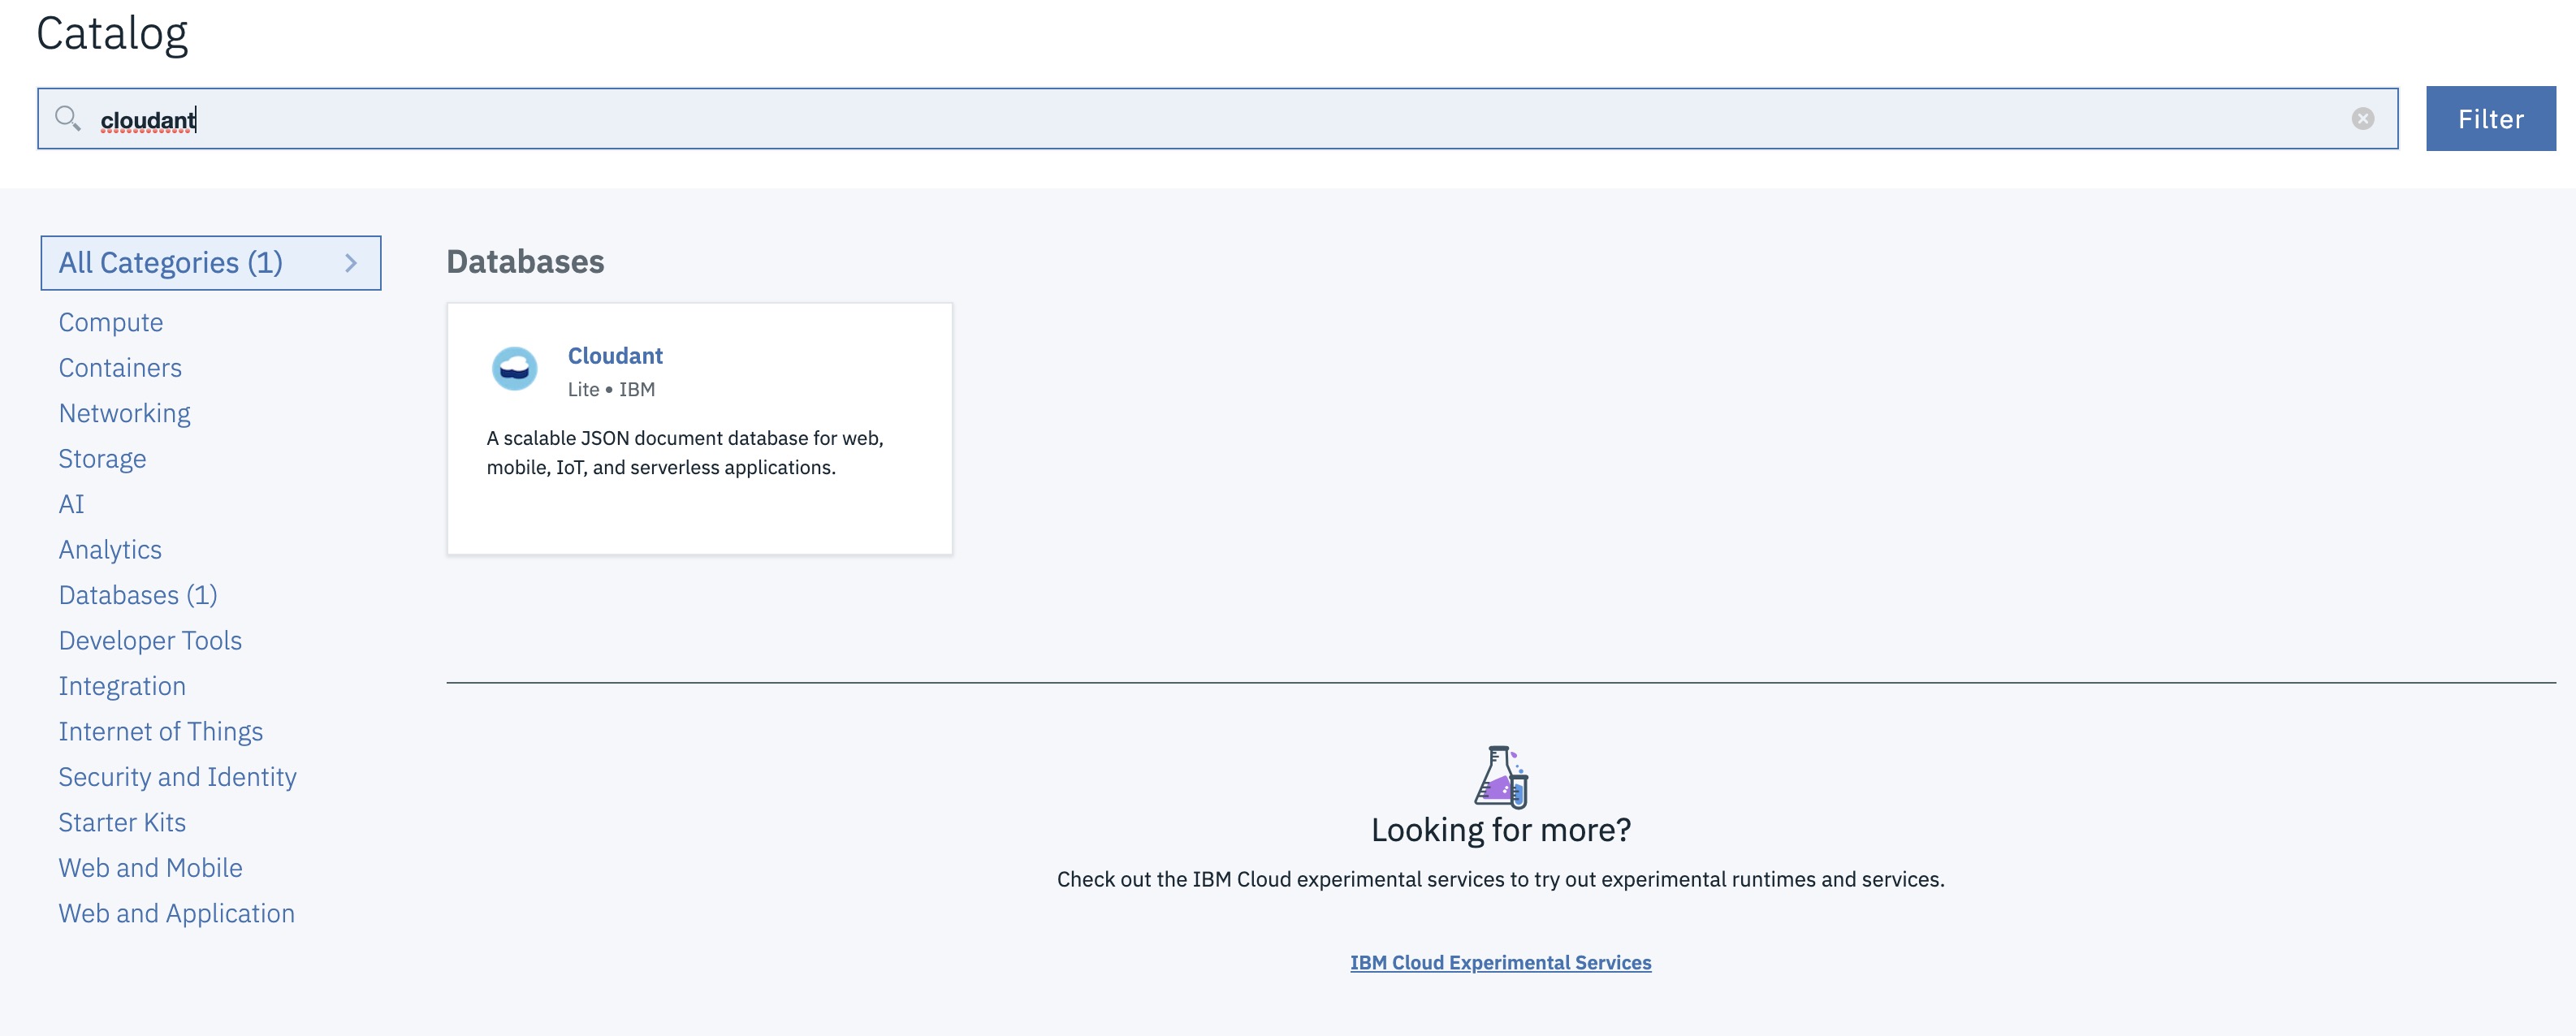 Catalog
cloudant
Filter
All Categories (1)
Compute
Containers
Networking
Storage
AI
Analytics
Databases (1)
Developer Tools
Integration
Internet of Things
Security and Identity
Starter Kits
Web and Mobile
Web and Application
Databases
Cloudant
Lite • IBM
A scalable JSON document database for web,
mobile, IoT, and serverless applications.
Looking for more?
Check out the IBM Cloud experimental services to try out experimental runtimes and services.
IBM Cloud Experimental Services